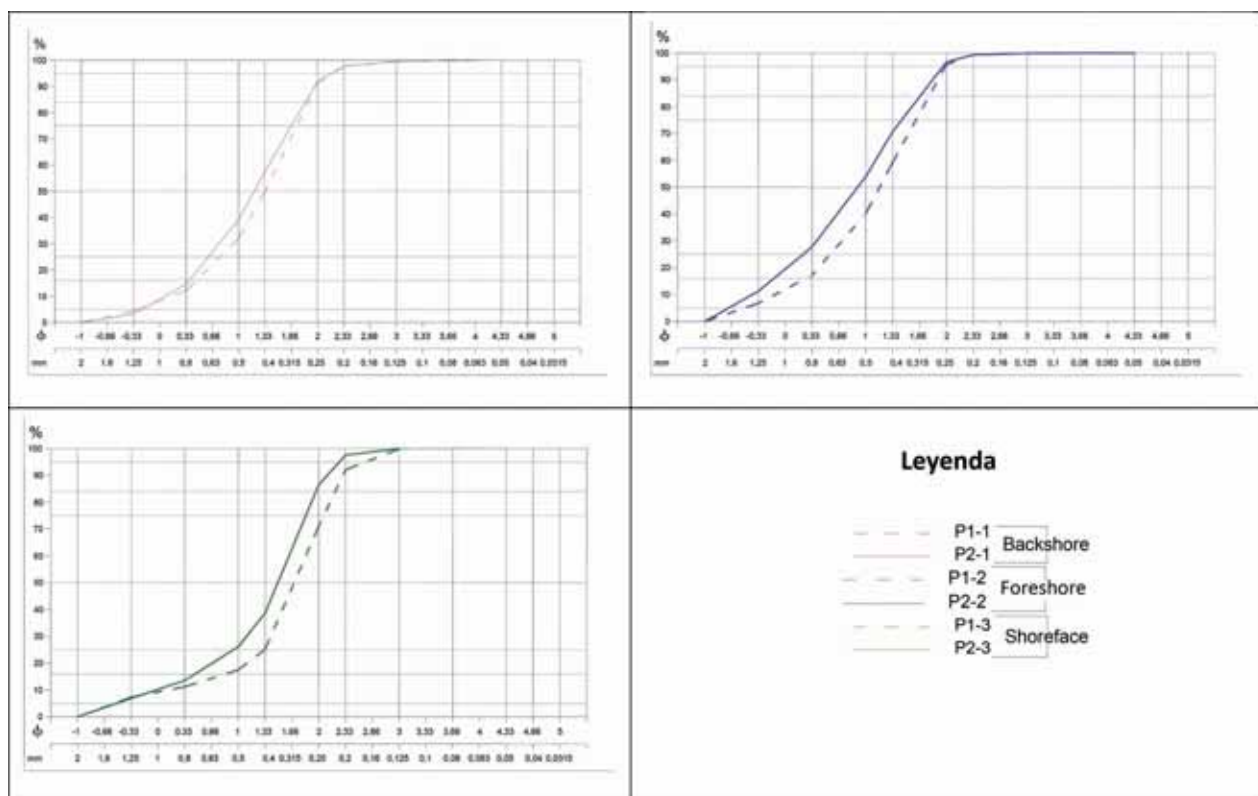 %
100
90
80
70
60
50
40
30
20
10
0
ϕ -1 -0,66 -0,33 0 0,33 0,66 1 1,33 1,66 2 2,33 2,66 3 3,33 3,66 4 4,33 4,66 5
mm 2 1,6 1,25 1 0,8 0,63 0,5 0,4 0,315 0,25 0,2 0,16 0,125 0,1 0,08 0,063 0,05 0,04 0,0315
%
100
90
80
70
60
50
40
30
20
10
0
ϕ -1 -0,66 -0,33 0 0,33 0,66 1 1,33 1,66 2 2,33 2,66 3 3,33 3,66 4 4,33 4,66 5
mm 2 1,6 1,25 1 0,8 0,63 0,5 0,4 0,315 0,25 0,2 0,16 0,125 0,1 0,08 0,063 0,05 0,04 0,0315
%
100
90
80
70
60
50
40
30
20
10
0
ϕ -1 -0,66 -0,33 0 0,33 0,66 1 1,33 1,66 2 2,33 2,66 3 3,33 3,66 4 4,33 4,66 5
mm 2 1,6 1,25 1 0,8 0,63 0,5 0,4 0,315 0,25 0,2 0,16 0,125 0,1 0,08 0,063 0,05 0,04 0,0315
Leyenda
P1-1
Backshore
P2-1
P1-2
Foreshore
P2-2
P1-3
Shoreface
P2-3